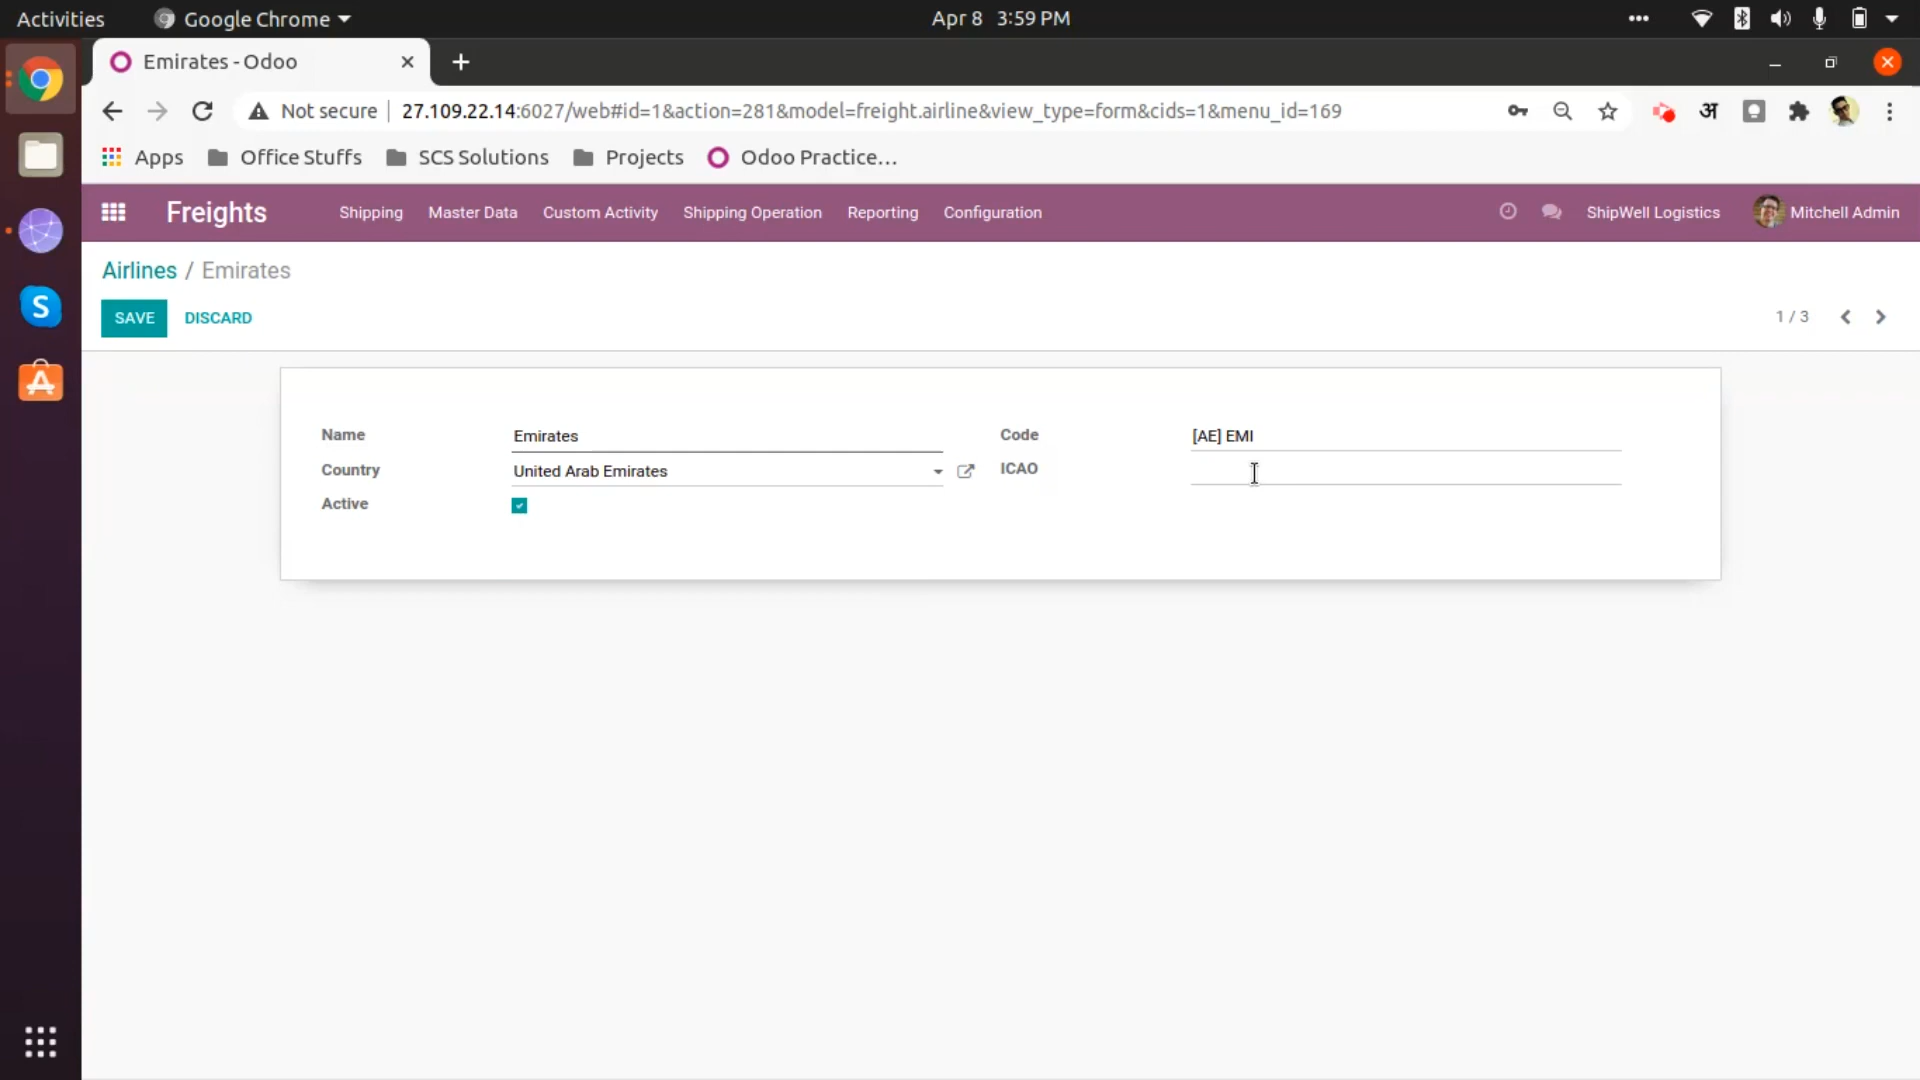 Activities Google Chrome Apr 8 3:59 PM
Emirates - Odoo
Not secure 27.109.22.14:6027/web#id=1&action=281&model=freight.airline&view_type=form&cids=1&menu_id=169 अ
Apps Office Stuffs SCS Solutions Projects Odoo Practice…
Freights Shipping Master Data Custom Activity Shipping Operation Reporting Configuration ShipWell Logistics Mitchell Admin
Airlines / Emirates
SAVE DISCARD 1 / 3
Name Emirates Code [AE] EMI
Country United Arab Emirates ICAO
Active